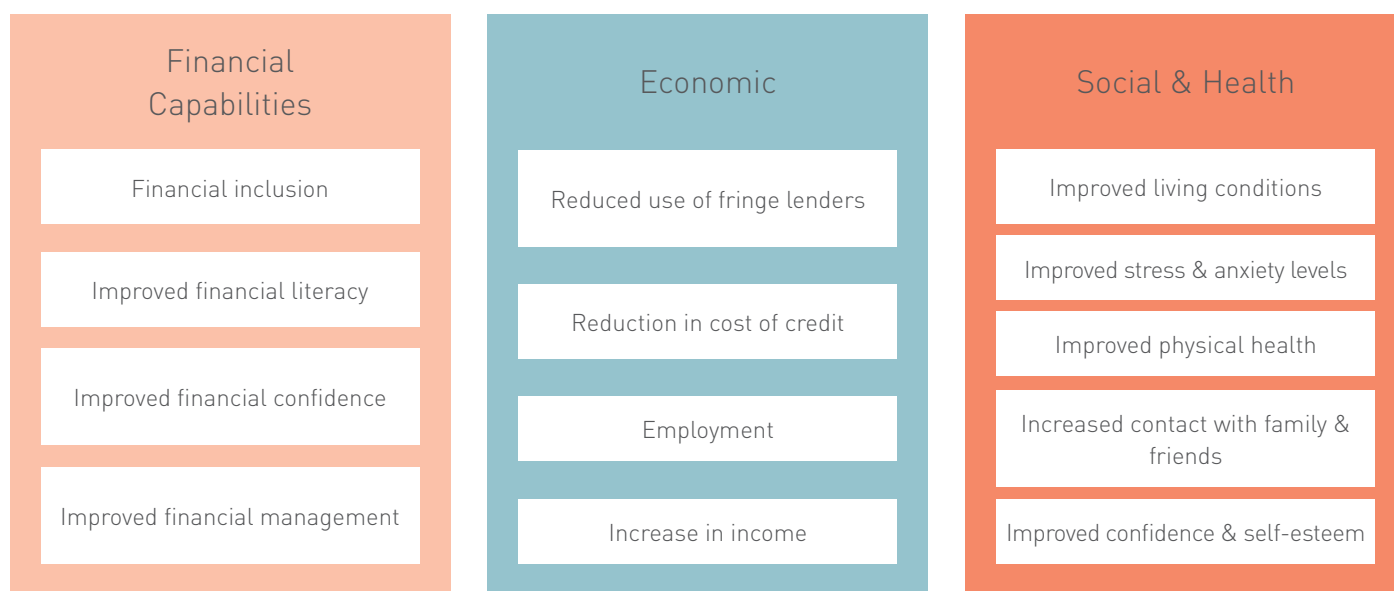 Financial
Capabilities
Financial inclusion
Improved financial literacy
Improved financial confidence
Improved financial management
Economic
Reduced use of fringe lenders
Reduction in cost of credit
Employment
Increase in income
Social & Health
Improved living conditions
Improved stress & anxiety levels
Improved physical health
Increased contact with family &
friends
Improved confidence & self-esteem